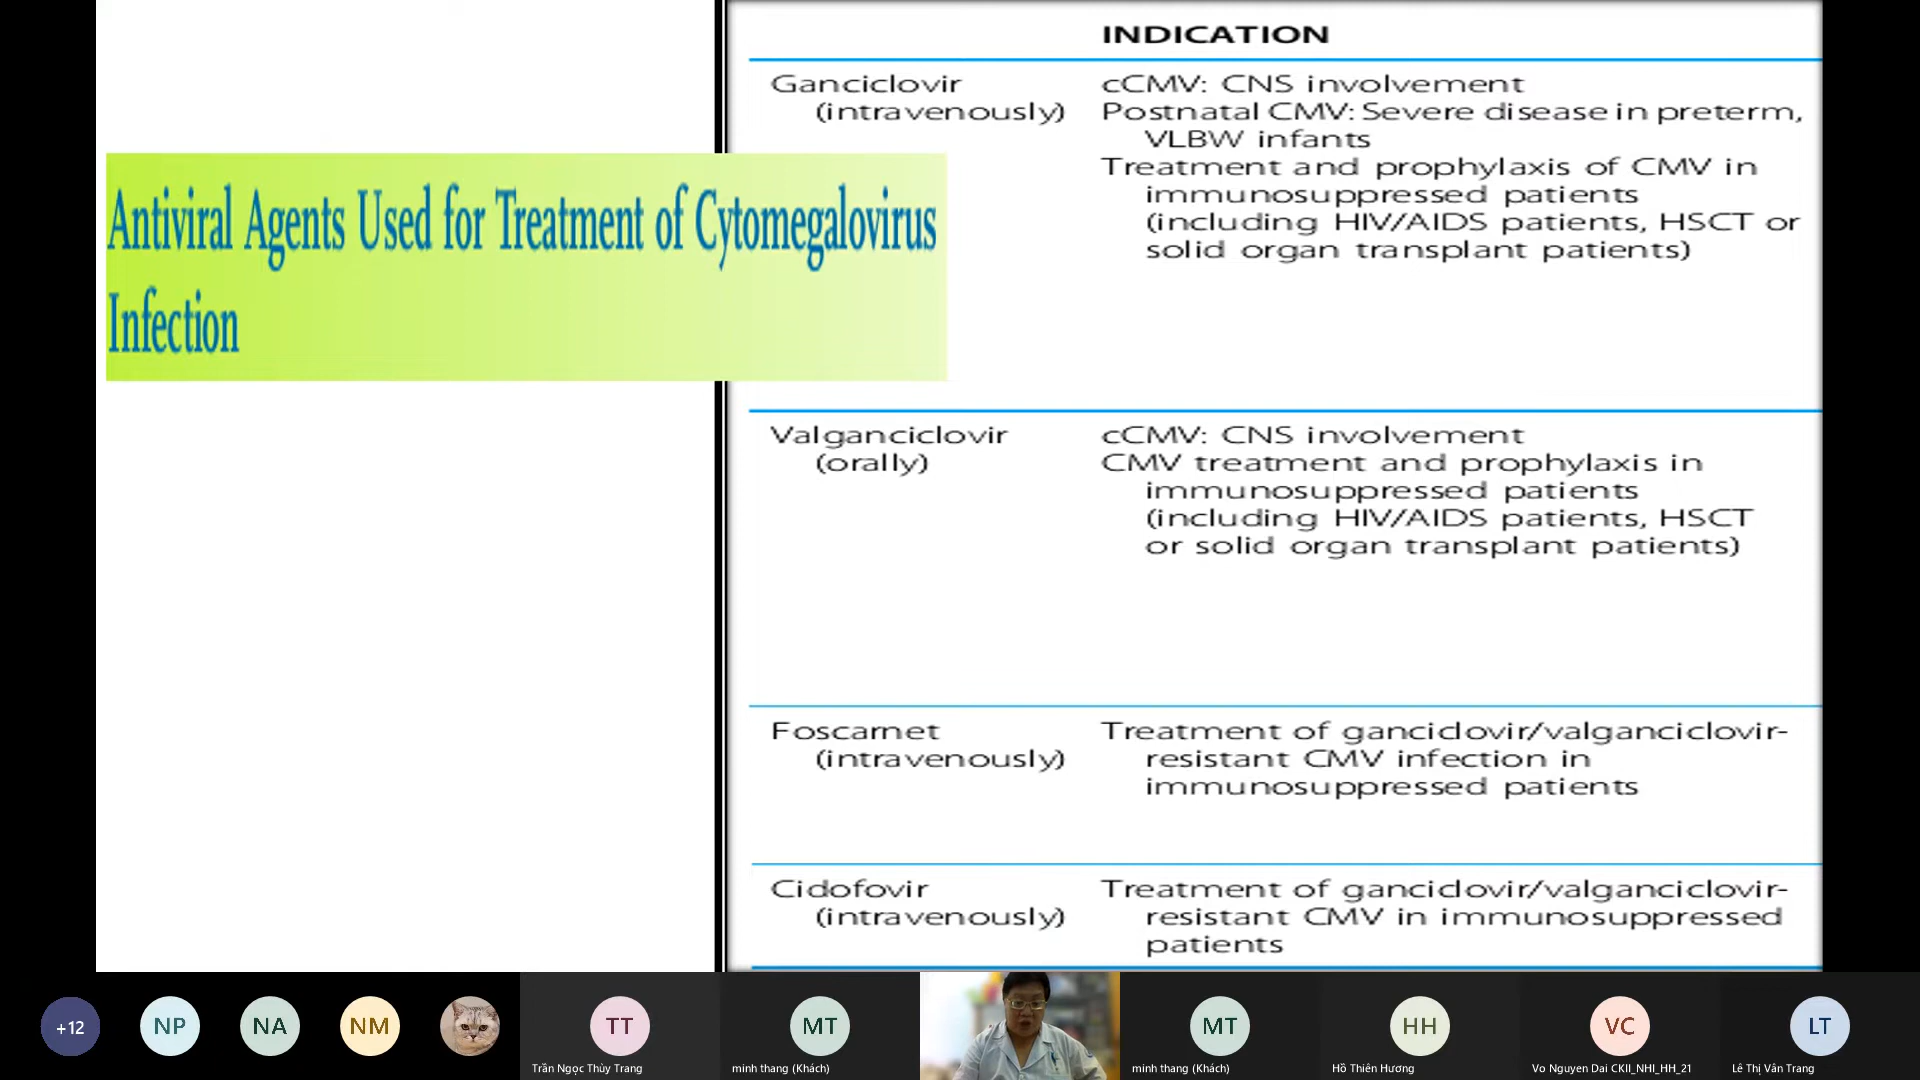 Antiviral Agents Used for Treatment of Cytomegalovirus
Infection
INDICATION
Ganciclovir
(intravenously)
cCMV: CNS involvement
Postnatal CMV: Severe disease in preterm,
VLBW infants
Treatment and prophylaxis of CMV in
immunosuppressed patients
(including HIV/AIDS patients, HSCT or
solid organ transplant patients)
Valganciclovir
(orally)
cCMV: CNS involvement
CMV treatment and prophylaxis in
immunosuppressed patients
(including HIV/AIDS patients, HSCT
or solid organ transplant patients)
Foscarnet
(intravenously)
Treatment of ganciclovir/valganciclovir-
resistant CMV infection in
immunosuppressed patients
Cidofovir
(intravenously)
Treatment of ganciclovir/valganciclovir-
resistant CMV in immunosuppressed
patients
+12
NP
NA
NM
TT
Trần Ngọc Thùy Trang
MT
minh thang (Khách)
MT
minh thang (Khách)
HH
Hồ Thiên Hương
VC
Vo Nguyen Dai CKII_NHI_HH_21
LT
Lê Thị Vân Trang